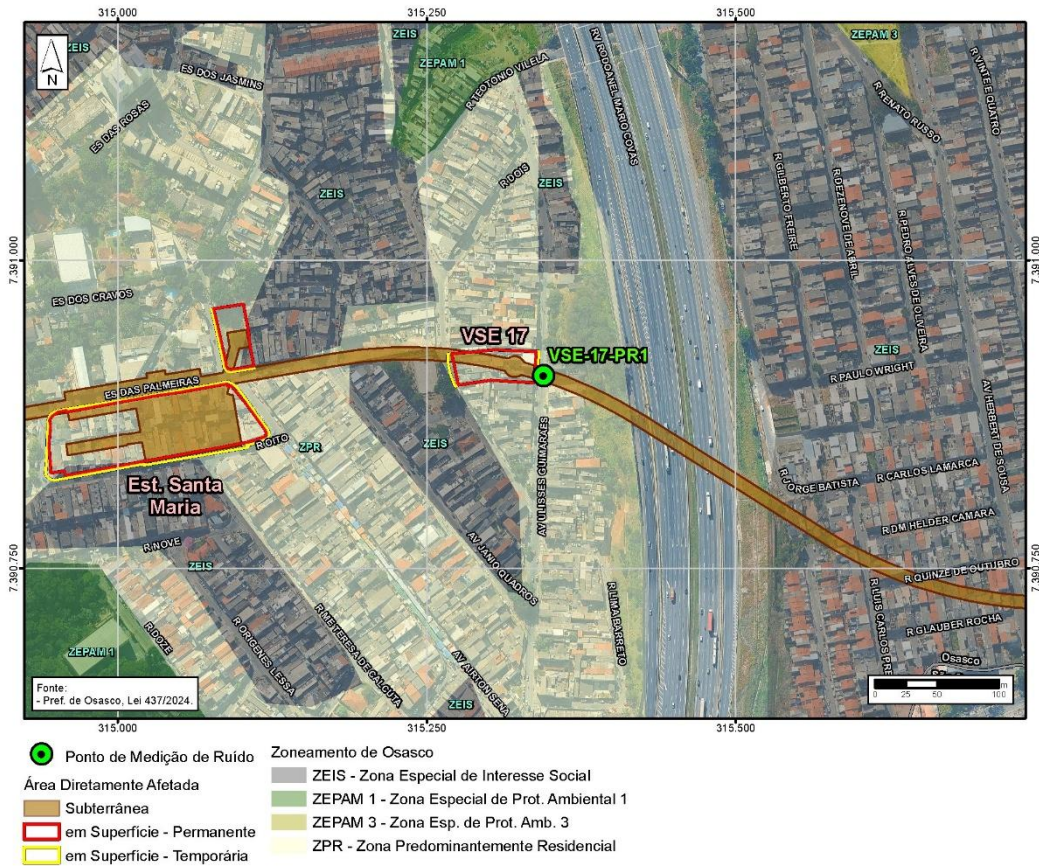 315.000
315.250
315.500
ZEIS
ZEIS
ZEPAM 1
ZEPAM 3
N
ES DOS JASMINS
ES DAS ROSAS
R TEOTONIO VILELA
RV RODOANEL MARIO COVAS
R VINTE E QUATRO
R RENATO RUSSO
R DOIS
ZEIS
ZEIS
R GILBERTO FREIRE
R DEZENOVE DE ABRIL
R PEDRO ALVES DE OLIVEIRA
7.391.000
7.391.000
ES DOS CRAVOS
VSE 17
VSE-17-PR1
ZEIS
R PAULO WRIGHT
AV HERBERT DE SOUSA
ES DAS PALMEIRAS
R OITO
ZPR
ZEIS
AV ULISSES GUIMARAES
Est. Santa
Maria
R JORGE BATISTA
R CARLOS LAMARCA
R DM HELDER CAMARA
R NOVE
ZEIS
AV JANIO QUADROS
R QUINZE DE OUTUBRO
7.390.750
7.390.750
R LIMA BARRETO
R LUIS CARLOS PRE
R GLAUBER ROCHA
R DOZE
ZEPAM 1
R ORIGENES LESSA
R ME TERESA DE CALCUTA
AV AIRTON SENA
ZEIS
Osasco
Fonte:
- Pref. de Osasco, Lei 437/2024.
0 25 50 100
m
315.000
315.250
315.500
Ponto de Medição de Ruído
Área Diretamente Afetada
Subterrânea
em Superfície - Permanente
em Superfície - Temporária
Zoneamento de Osasco
ZEIS - Zona Especial de Interesse Social
ZEPAM 1 - Zona Especial de Prot. Ambiental 1
ZEPAM 3 - Zona Esp. de Prot. Amb. 3
ZPR - Zona Predominantemente Residencial